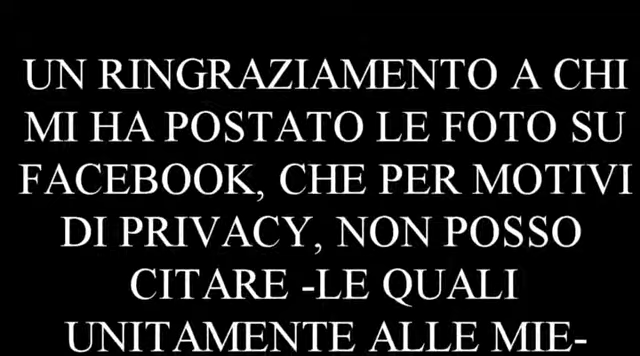 UN RINGRAZIAMENTO A CHI
MI HA POSTATO LE FOTO SU
FACEBOOK, CHE PER MOTIVI
DI PRIVACY, NON POSSO
CITARE -LE QUALI
UNITAMENTE ALLE MIE-